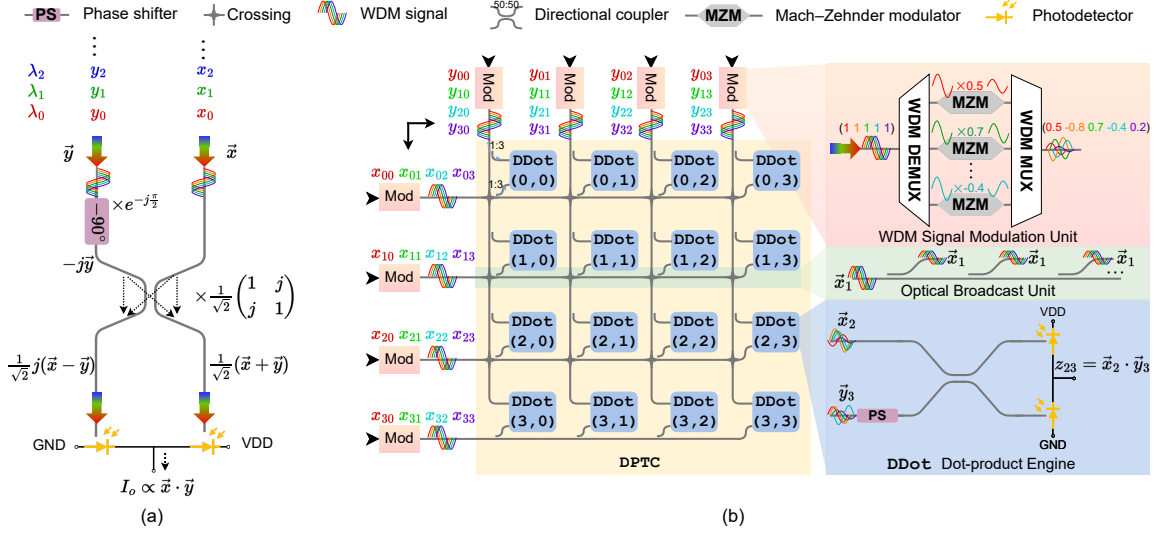 PS Phase shifter Crossing WDM signal 50:50 Directional coupler MZM Mach–Zehnder modulator Photodetector
⋮ ⋮
λ₂ y₂ x₂
λ₁ y₁ x₁
λ₀ y₀ x₀
y⃗ x⃗
-90° ×e^{-jπ/2}
-jy⃗
× 1/√2 (1 j
j 1)
1/√2 j(x⃗ − y⃗) 1/√2 (x⃗ + y⃗)
GND VDD
I₀ ∝ x⃗ · y⃗
(a)
y₀₀ y₀₁ y₀₂ y₀₃
y₁₀ y₁₁ y₁₂ y₁₃
y₂₀ y₂₁ y₂₂ y₂₃
y₃₀ y₃₁ y₃₂ y₃₃
Mod Mod Mod Mod
1:3
1:3
x₀₀ x₀₁ x₀₂ x₀₃
Mod
DDot DDot DDot DDot
(0,0) (0,1) (0,2) (0,3)
x₁₀ x₁₁ x₁₂ x₁₃
Mod
DDot DDot DDot DDot
(1,0) (1,1) (1,2) (1,3)
x₂₀ x₂₁ x₂₂ x₂₃
Mod
DDot DDot DDot DDot
(2,0) (2,1) (2,2) (2,3)
x₃₀ x₃₁ x₃₂ x₃₃
Mod
DDot DDot DDot DDot
(3,0) (3,1) (3,2) (3,3)
DPTC
(b)
WDM DEMUX
WDM MUX
×0.5
MZM
(1 1 1 1 1) (0.5 -0.8 0.7 -0.4 0.2)
×0.7
MZM
⋮
×-0.4
MZM
WDM Signal Modulation Unit
x⃗₁ x⃗₁ x⃗₁ x⃗₁
...
Optical Broadcast Unit
x⃗₂
VDD
z₂₃ = x⃗₂ · y⃗₃
y⃗₃
PS
GND
DDot Dot-product Engine